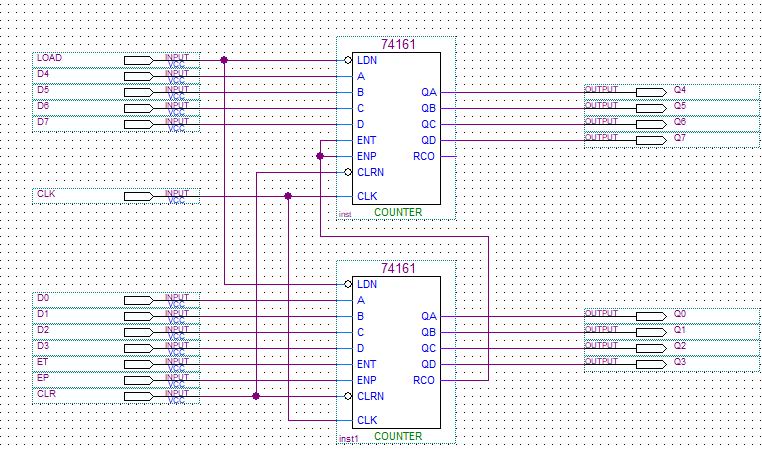 74161
LOAD INPUT VCC LDN
D4 INPUT VCC A
D5 INPUT VCC B QA OUTPUT Q4
D6 INPUT VCC C QB OUTPUT Q5
D7 INPUT VCC D QC OUTPUT Q6
ENT QD OUTPUT Q7
ENP RCO
CLRN
CLK INPUT VCC CLK
inst COUNTER
74161
LDN
D0 INPUT VCC A
D1 INPUT VCC B QA OUTPUT Q0
D2 INPUT VCC C QB OUTPUT Q1
D3 INPUT VCC D QC OUTPUT Q2
ET INPUT VCC ENT QD OUTPUT Q3
EP INPUT VCC ENP RCO
CLR INPUT VCC CLRN
CLK
inst1 COUNTER